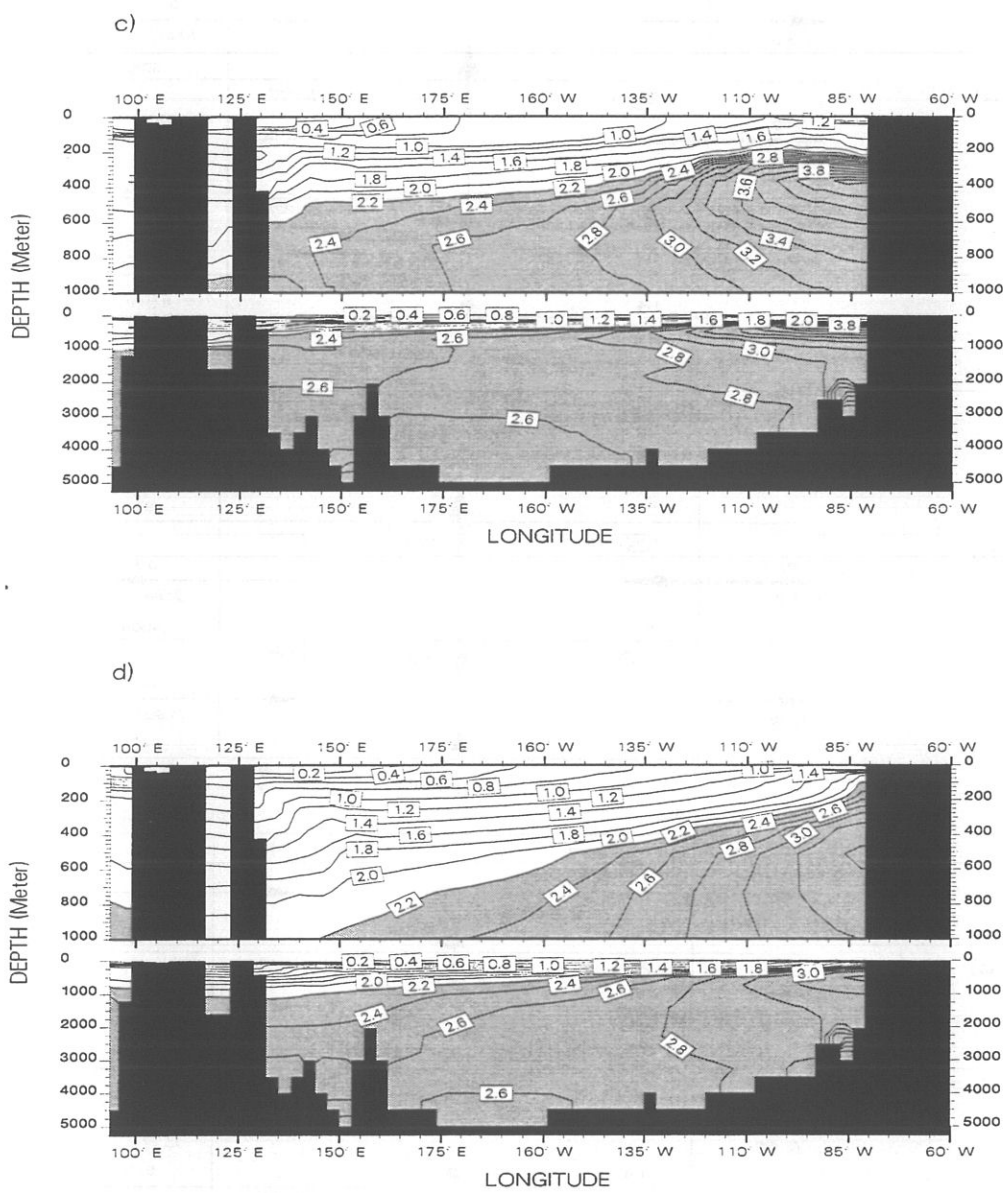 c)
100° E 125° E 150° E 175° E 160° W 135° W 110° W 85° W 60° W
0 0.4 0.6 1.0 1.4 1.6 1.2 0
200 1.2 1.0 1.4 1.6 1.8 2.0 2.4 2.8 3.8 200
400 1.8 2.0 2.2 2.6 3.6 400
2.2 2.4
600 2.4 2.6 2.8 3.0 3.4 600
800 3.2 800
1000 1000
DEPTH (Meter)
0 0.2 0.4 0.6 0.8 1.0 1.2 1.4 1.6 1.8 2.0 3.8 0
1000 2.4 2.6 2.8 3.0 1000
2000 2.6 2.8 2000
3000 2.6 3000
4000 4000
5000 5000
100° E 125° E 150° E 175° E 160° W 135° W 110° W 85° W 60° W
LONGITUDE
d)
100° E 125° E 150° E 175° E 160° W 135° W 110° W 85° W 60° W
0 0.2 0.4 0.6 0.8 1.0 1.4 0
200 1.0 1.2 1.4 1.0 1.2 2.6 200
400 1.4 1.6 1.8 1.8 2.0 2.2 2.4 3.0 400
600 2.0 2.8 600
800 2.2 2.4 2.6 800
1000 1000
DEPTH (Meter)
0 0.2 0.4 0.6 0.8 1.0 1.2 1.4 1.6 1.8 3.0 0
1000 2.0 2.2 2.4 2.6 1000
2000 2.4 2.6 2000
3000 2.8 3000
4000 2.6 4000
5000 5000
100° E 125° E 150° E 175° E 160° W 135° W 110° W 85° W 60° W
LONGITUDE